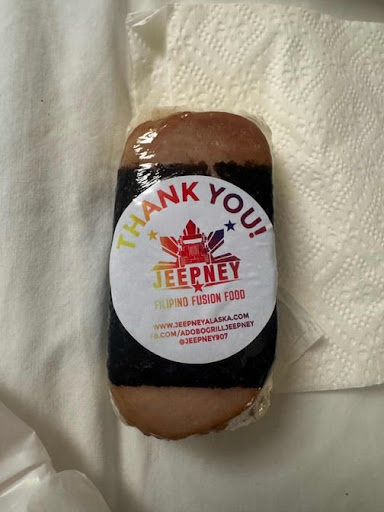 THANK YOU!
JEEPNEY
FILIPINO FUSION FOOD
WWW.JEEPNEYALASKA.COM
FB.COM/ADOBOGRILLJEEPNEY
@JEEPNEY907